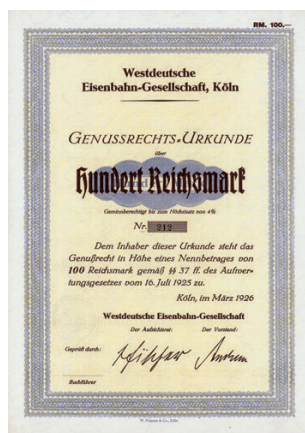 RM. 100.—
Westdeutsche
Eisenbahn-Gesellschaft, Köln
GENUSSRECHTS-URKUNDE
über
Hundert Reichsmark
Gewinnberechtigt bis zum Höchstsatz von 4%
Nr. 212
Dem Inhaber dieser Urkunde steht das
Genußrecht in Höhe eines Nennbetrages von
100 Reichsmark gemäß §§ 37 ff. des Aufwer-
tungsgesetzes vom 16. Juli 1925 zu.
Köln, im März 1926
Westdeutsche Eisenbahn-Gesellschaft
Der Aufsichtsrat: Der Vorstand:
Geprüft durch:
Buchführer